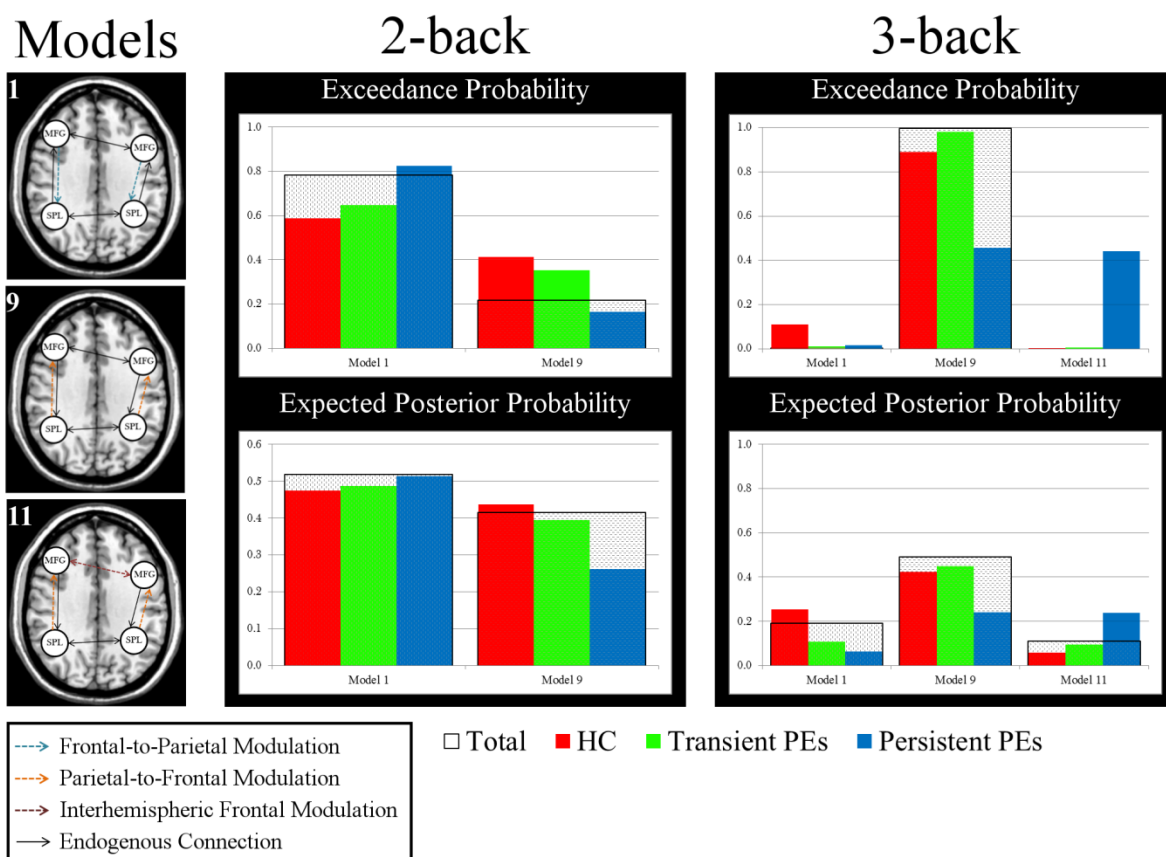 Models
2-back
3-back
1
MFG
MFG
SPL
SPL
9
MFG
MFG
SPL
SPL
11
MFG
MFG
SPL
SPL
Exceedance Probability
1.0
0.8
0.6
0.4
0.2
0.0
Model 1 Model 9
Expected Posterior Probability
0.6
0.5
0.4
0.3
0.2
0.1
0.0
Model 1 Model 9
Exceedance Probability
1.0
0.8
0.6
0.4
0.2
0.0
Model 1 Model 9 Model 11
Expected Posterior Probability
1.0
0.8
0.6
0.4
0.2
0.0
Model 1 Model 9 Model 11
Frontal-to-Parietal Modulation
Parietal-to-Frontal Modulation
Interhemispheric Frontal Modulation
Endogenous Connection
Total HC Transient PEs Persistent PEs